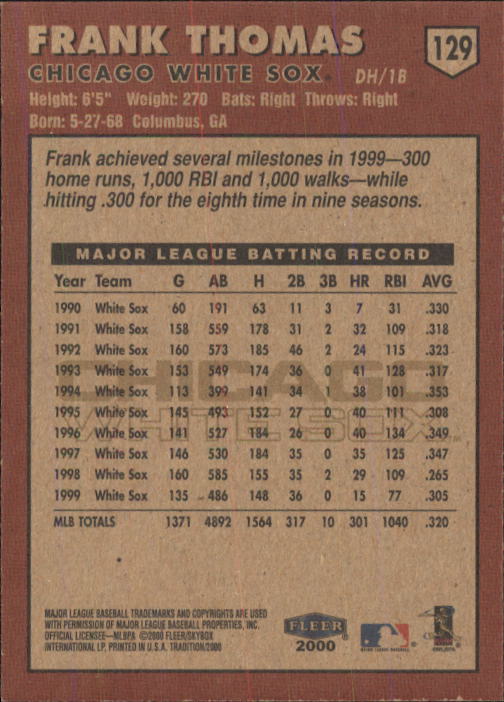 FRANK THOMAS
129
CHICAGO WHITE SOX. DH/1B
Height: 6'5" Weight: 270 Bats: Right Throws: Right
Born: 5-27-68 Columbus, GA
Frank achieved several milestones in 1999—300
home runs, 1,000 RBI and 1,000 walks—while
hitting .300 for the eighth time in nine seasons.
MAJOR LEAGUE BATTING RECORD
Year Team G AB H 2B 3B HR RBI AVG
1990 White Sox 60 191 63 11 3 7 31 .330
1991 White Sox 158 559 178 31 2 32 109 .318
1992 White Sox 160 573 185 46 2 24 115 .323
1993 White Sox 153 549 174 36 0 41 128 .317
1994 White Sox 113 399 141 34 1 38 101 .353
1995 White Sox 145 493 152 27 0 40 111 .308
1996 White Sox 141 527 184 26 0 40 134 .349
1997 White Sox 146 530 184 35 0 35 125 .347
1998 White Sox 160 585 155 35 2 29 109 .265
1999 White Sox 135 486 148 36 0 15 77 .305
MLB TOTALS 1371 4892 1564 317 10 301 1040 .320
CHICAGO
WHITE SOX
MAJOR LEAGUE BASEBALL TRADEMARKS AND COPYRIGHTS ARE USED
WITH PERMISSION OF MAJOR LEAGUE BASEBALL PROPERTIES, INC.
OFFICIAL LICENSEE—MLBPA ©2000 FLEER/SKYBOX
INTERNATIONAL LP, PRINTED IN U.S.A. TRADITION/2000
FLEER
2000